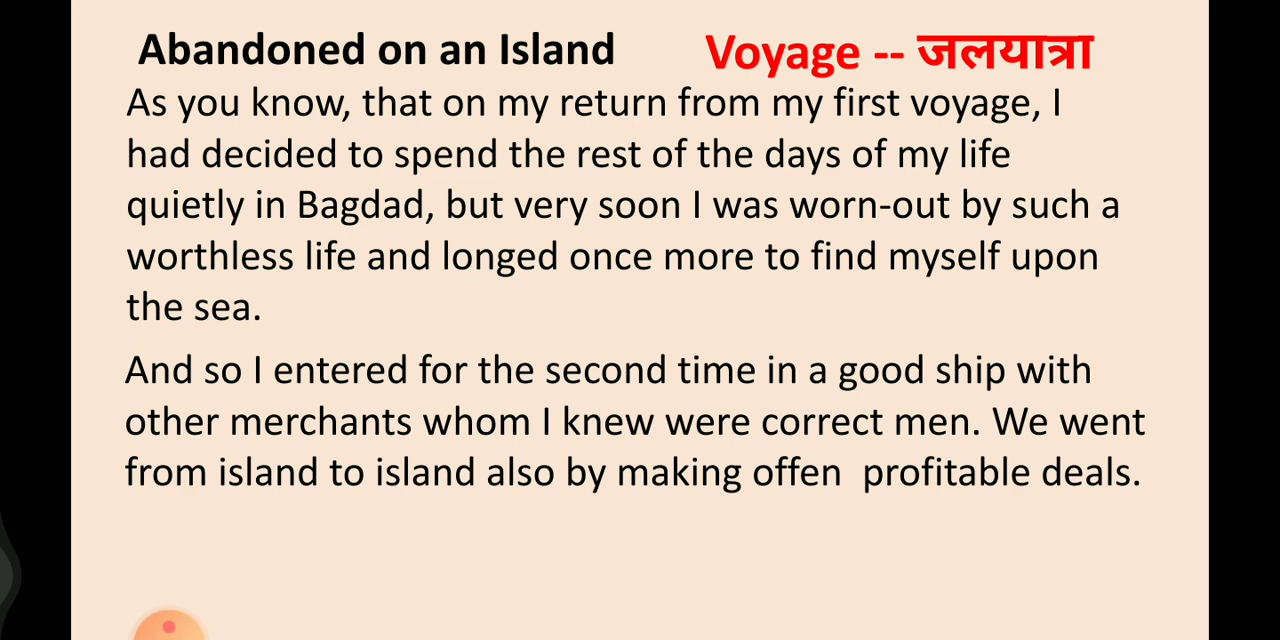 Abandoned on an Island Voyage -- जलयात्रा
As you know, that on my return from my first voyage, I
had decided to spend the rest of the days of my life
quietly in Bagdad, but very soon I was worn-out by such a
worthless life and longed once more to find myself upon
the sea.
And so I entered for the second time in a good ship with
other merchants whom I knew were correct men. We went
from island to island also by making offen profitable deals.